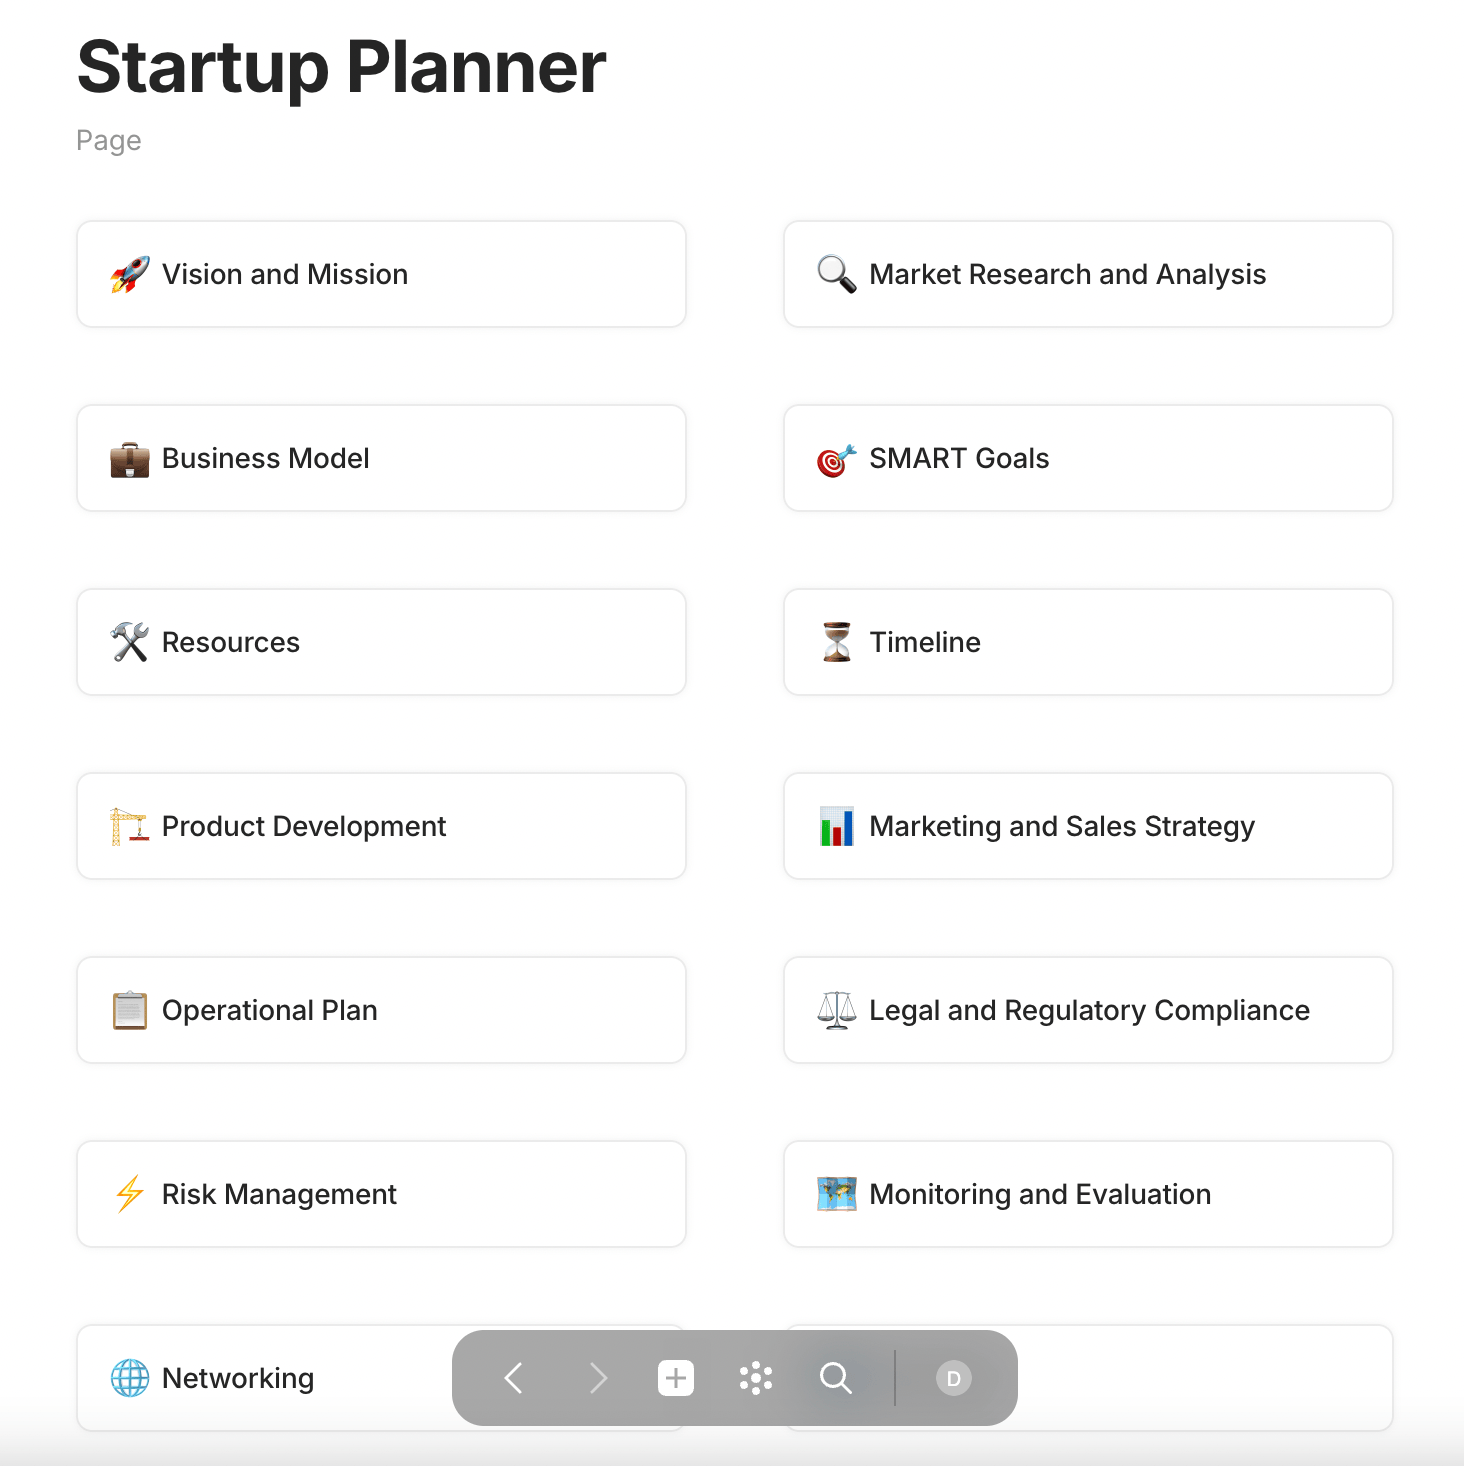 Startup Planner
Page
Vision and Mission
Market Research and Analysis
Business Model
SMART Goals
Resources
Timeline
Product Development
Marketing and Sales Strategy
Operational Plan
Legal and Regulatory Compliance
Risk Management
Monitoring and Evaluation
Networking
D